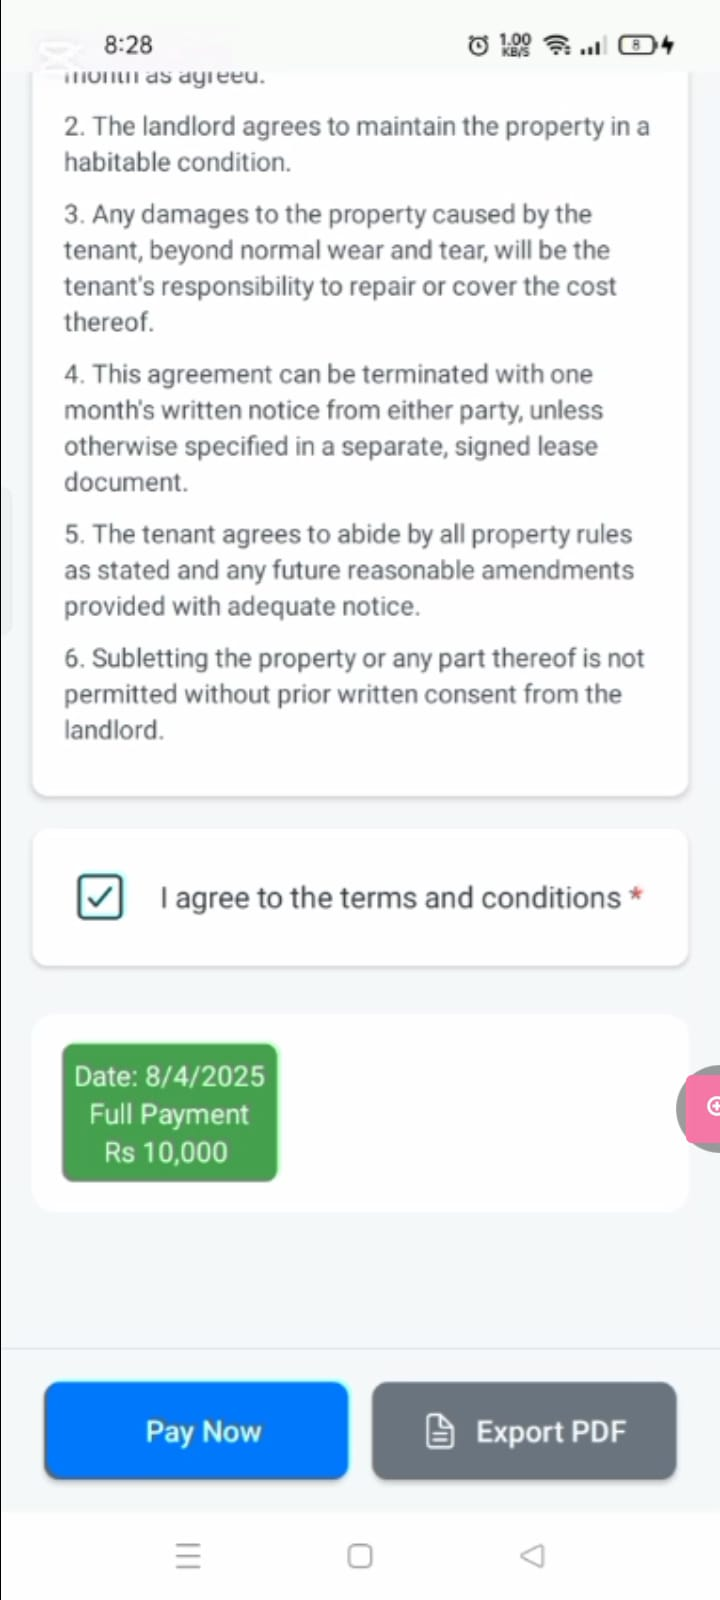 8:28
1.00
KB/S
8
month as agreed.
2. The landlord agrees to maintain the property in a
habitable condition.
3. Any damages to the property caused by the
tenant, beyond normal wear and tear, will be the
tenant's responsibility to repair or cover the cost
thereof.
4. This agreement can be terminated with one
month's written notice from either party, unless
otherwise specified in a separate, signed lease
document.
5. The tenant agrees to abide by all property rules
as stated and any future reasonable amendments
provided with adequate notice.
6. Subletting the property or any part thereof is not
permitted without prior written consent from the
landlord.
I agree to the terms and conditions *
Date: 8/4/2025
Full Payment
Rs 10,000
Pay Now
Export PDF